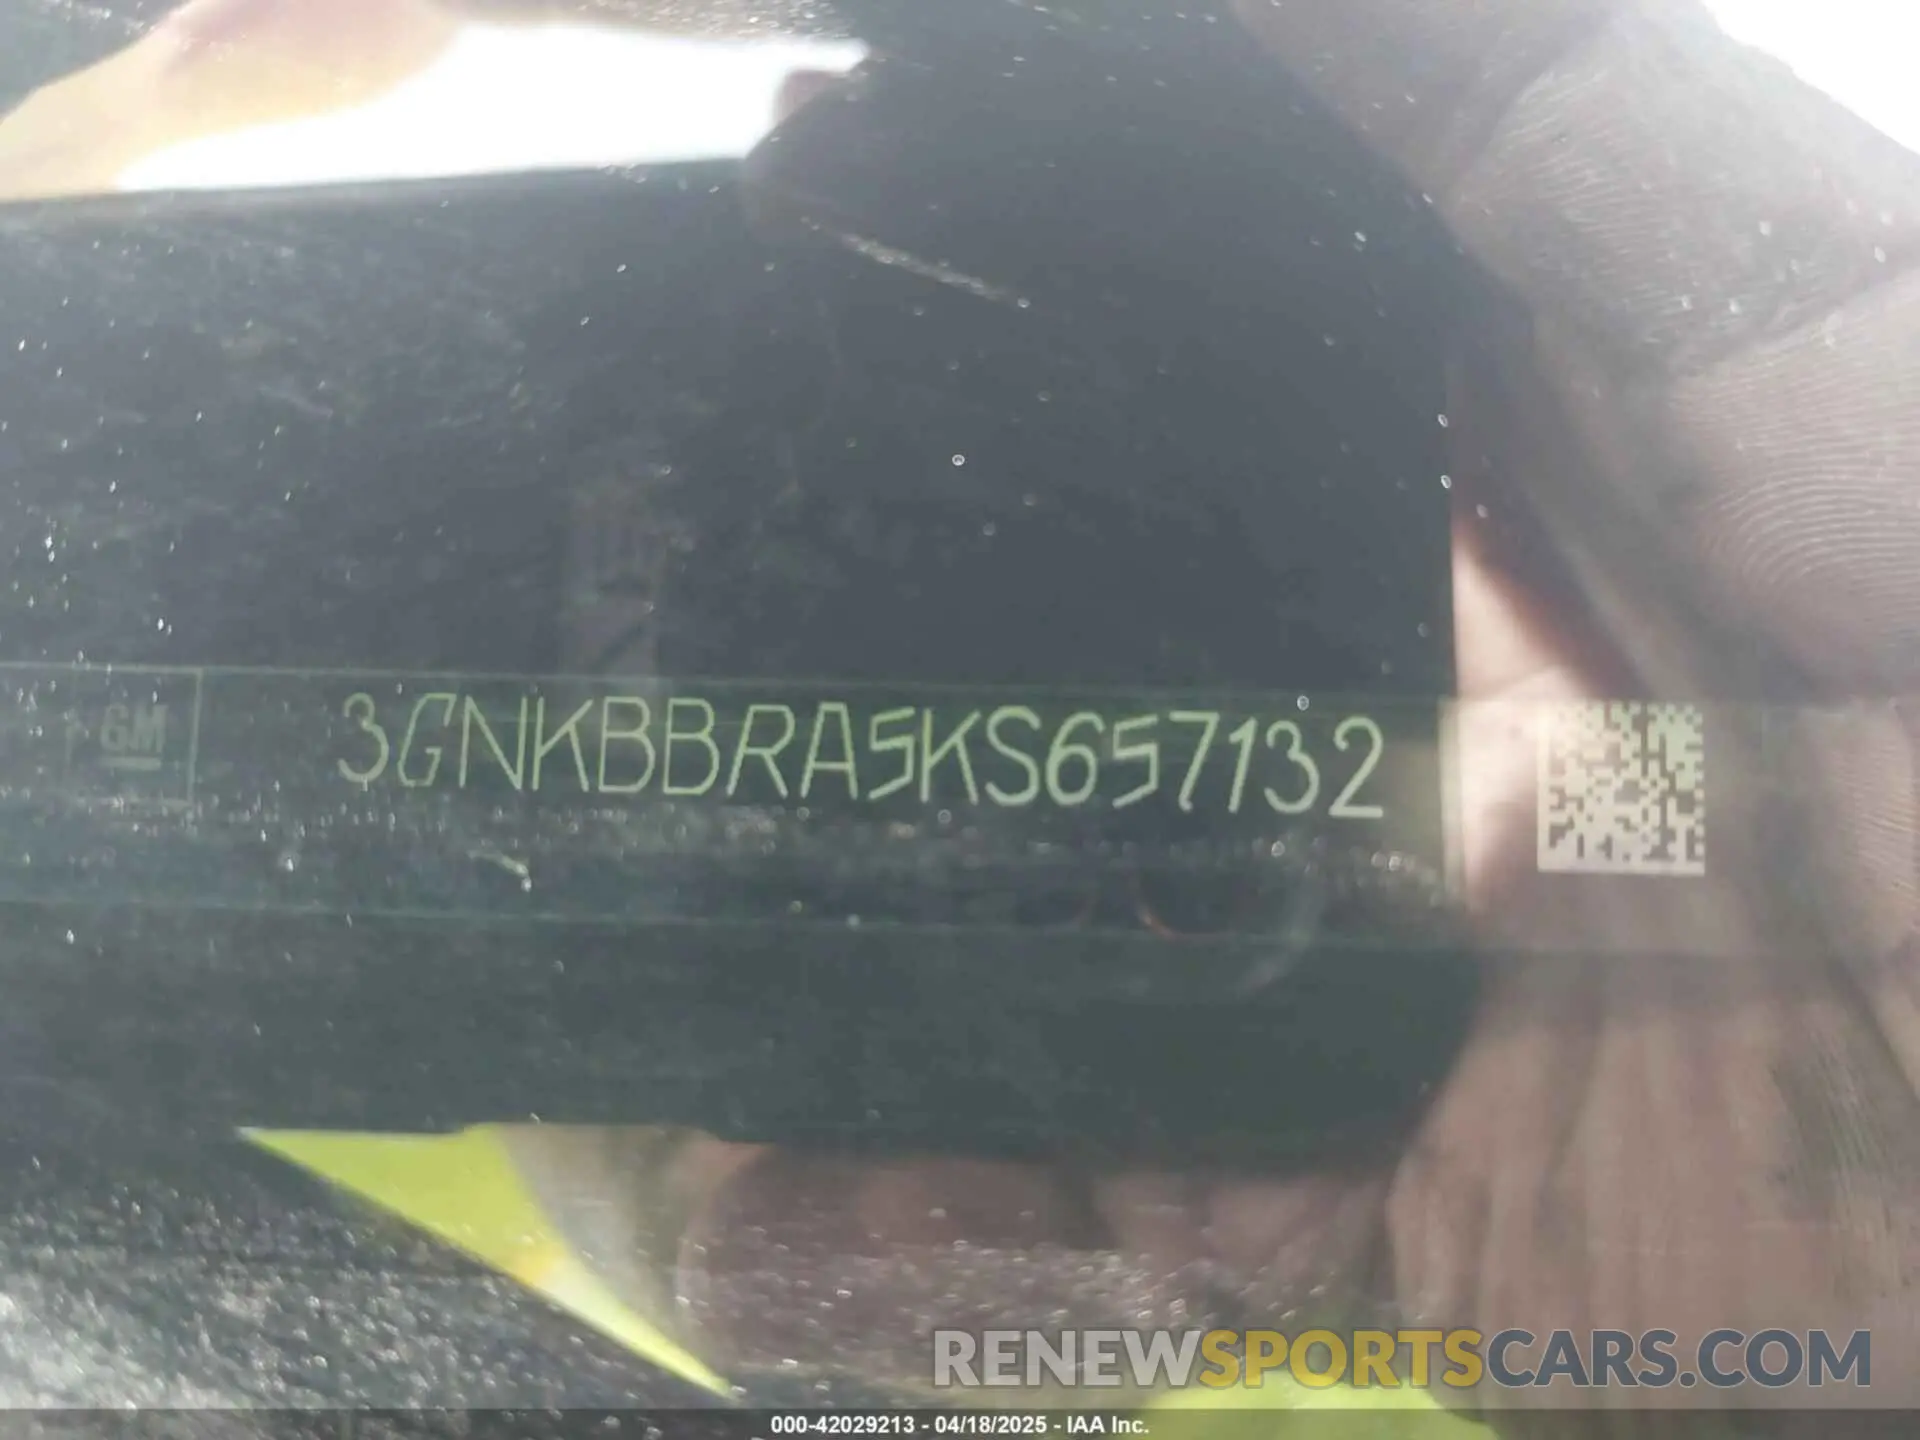 GM 3GNKBBRA5KS657132
RENEWSPORTSCARS.COM
000-42029213 - 04/18/2025 - IAA Inc.